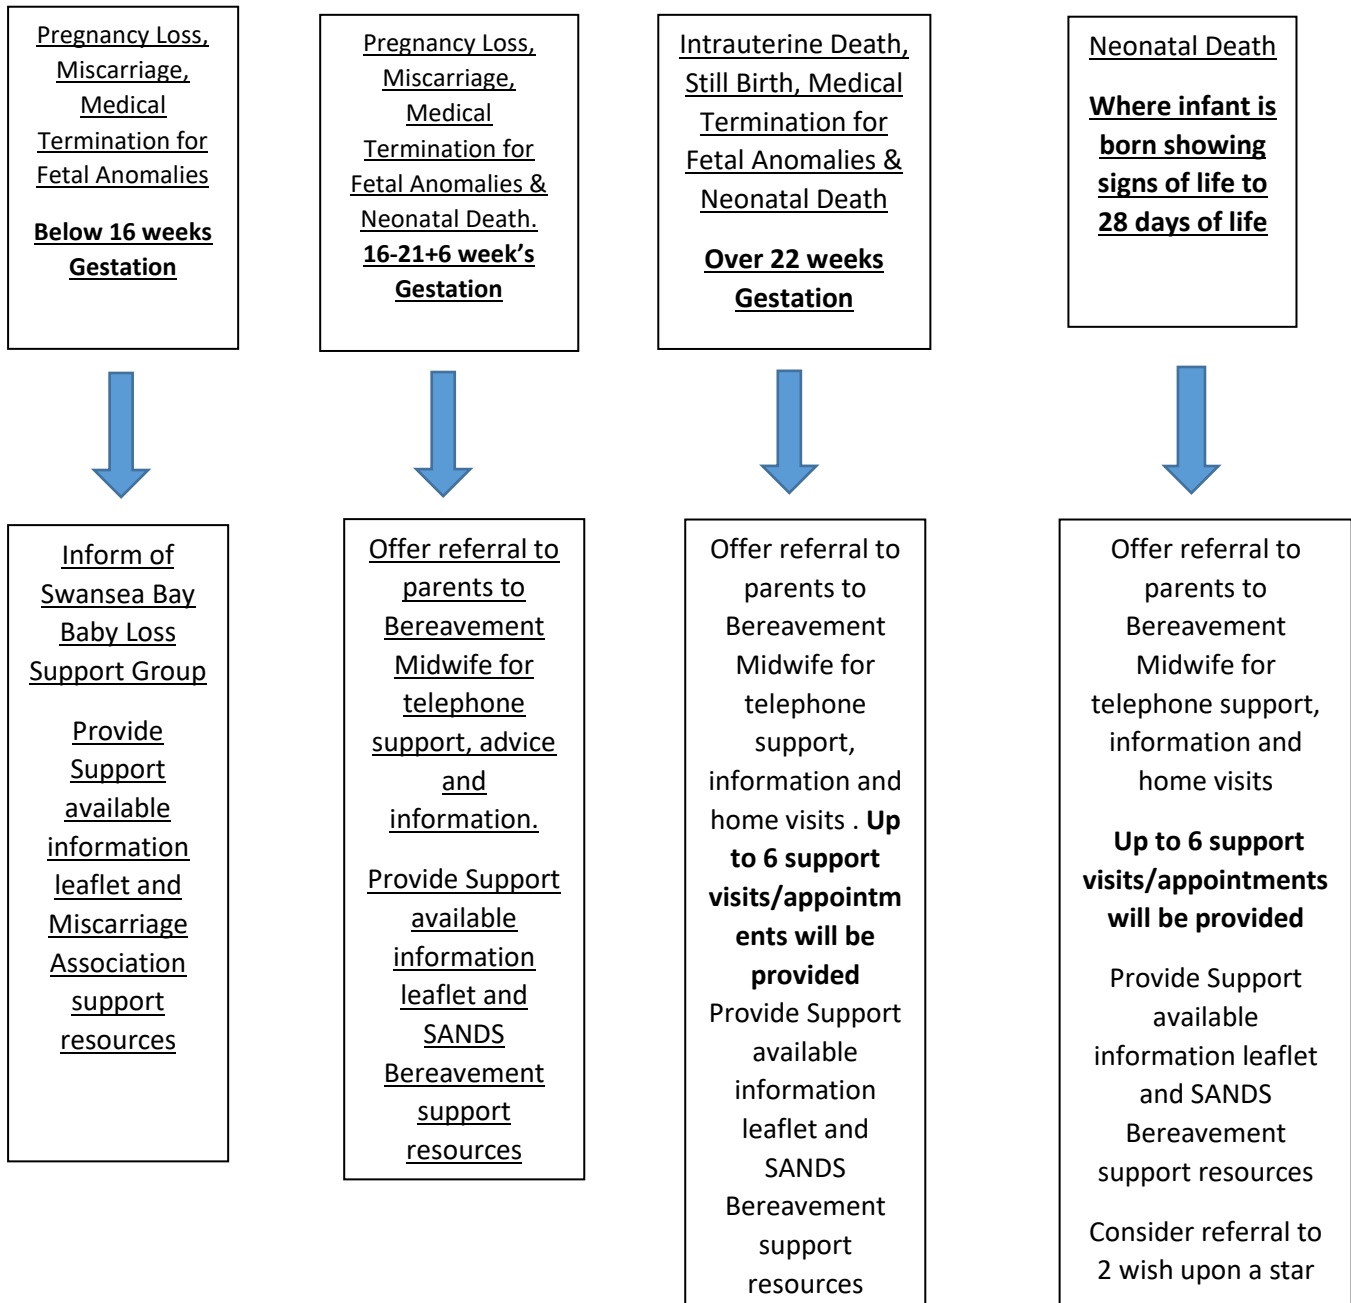 Pregnancy Loss,
Miscarriage,
Medical
Termination for
Fetal Anomalies
Below 16 weeks
Gestation
Pregnancy Loss,
Miscarriage,
Medical
Termination for
Fetal Anomalies &
Neonatal Death.
16-21+6 week’s
Gestation
Intrauterine Death,
Still Birth, Medical
Termination for
Fetal Anomalies &
Neonatal Death
Over 22 weeks
Gestation
Neonatal Death
Where infant is
born showing
signs of life to
28 days of life
Inform of
Swansea Bay
Baby Loss
Support Group
Provide
Support
available
information
leaflet and
Miscarriage
Association
support
resources
Offer referral to
parents to
Bereavement
Midwife for
telephone
support, advice
and
information.
Provide Support
available
information
leaflet and
SANDS
Bereavement
support
resources
Offer referral to
parents to
Bereavement
Midwife for
telephone
support,
information and
home visits . Up
to 6 support
visits/appointm
ents will be
provided
Provide Support
available
information
leaflet and
SANDS
Bereavement
support
resources
Offer referral to
parents to
Bereavement
Midwife for
telephone support,
information and
home visits
Up to 6 support
visits/appointments
will be provided
Provide Support
available
information leaflet
and SANDS
Bereavement
support resources
Consider referral to
2 wish upon a star